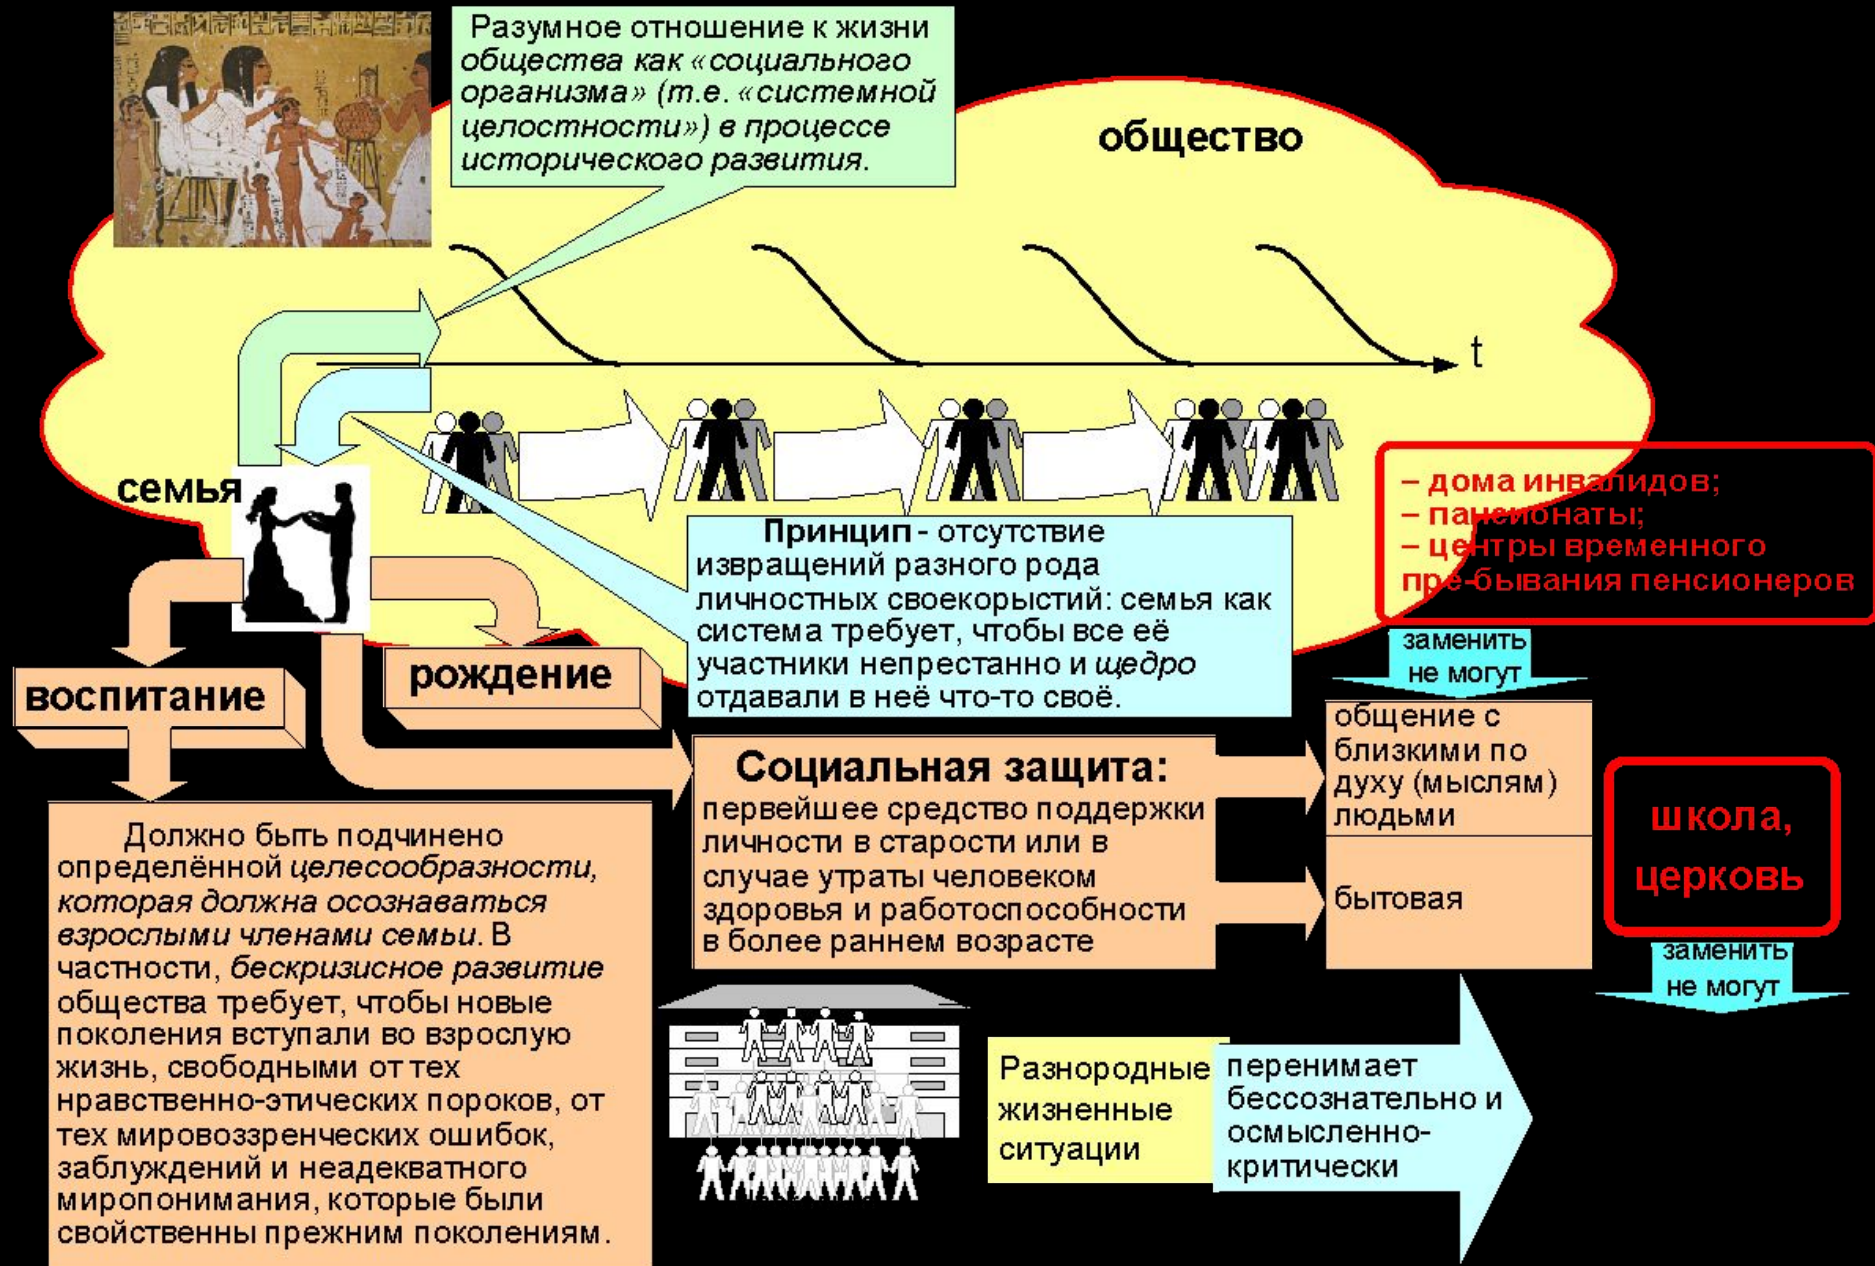 Разумное отношение к жизни
общества как «социального
организма» (т.е. «системной
целостности») в процессе
исторического развития.
общество
t
семья
– дома инвалидов;
– пансионаты;
– центры временного
пре-бывания пенсионеров
Принцип - отсутствие
извращений разного рода
личностных своекорыстий: семья как
система требует, чтобы все её
участники непрестанно и щедро
отдавали в неё что-то своё.
заменить
не могут
рождение
воспитание
общение с
близкими по
духу (мыслям)
людьми
Социальная защита:
первейшее средство поддержки
личности в старости или в
случае утраты человеком
здоровья и работоспособности
в более раннем возрасте
бытовая
школа,
церковь
заменить
не могут
Должно быть подчинено
определённой целесообразности,
которая должна осознаваться
взрослыми членами семьи. В
частности, бескризисное развитие
общества требует, чтобы новые
поколения вступали во взрослую
жизнь, свободными от тех
нравственно-этических пороков, от
тех мировоззренческих ошибок,
заблуждений и неадекватного
миропонимания, которые были
свойственны прежним поколениям.
Разнородные
жизненные
ситуации
перенимает
бессознательно и
осмысленно-
критически